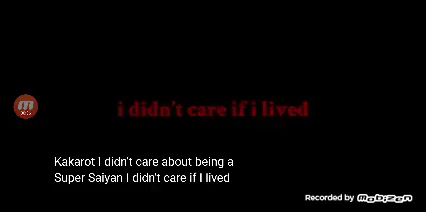 i didn't care if i lived
Kakarot I didn't care about being a
Super Saiyan I didn't care if I lived
Recorded by mobizen